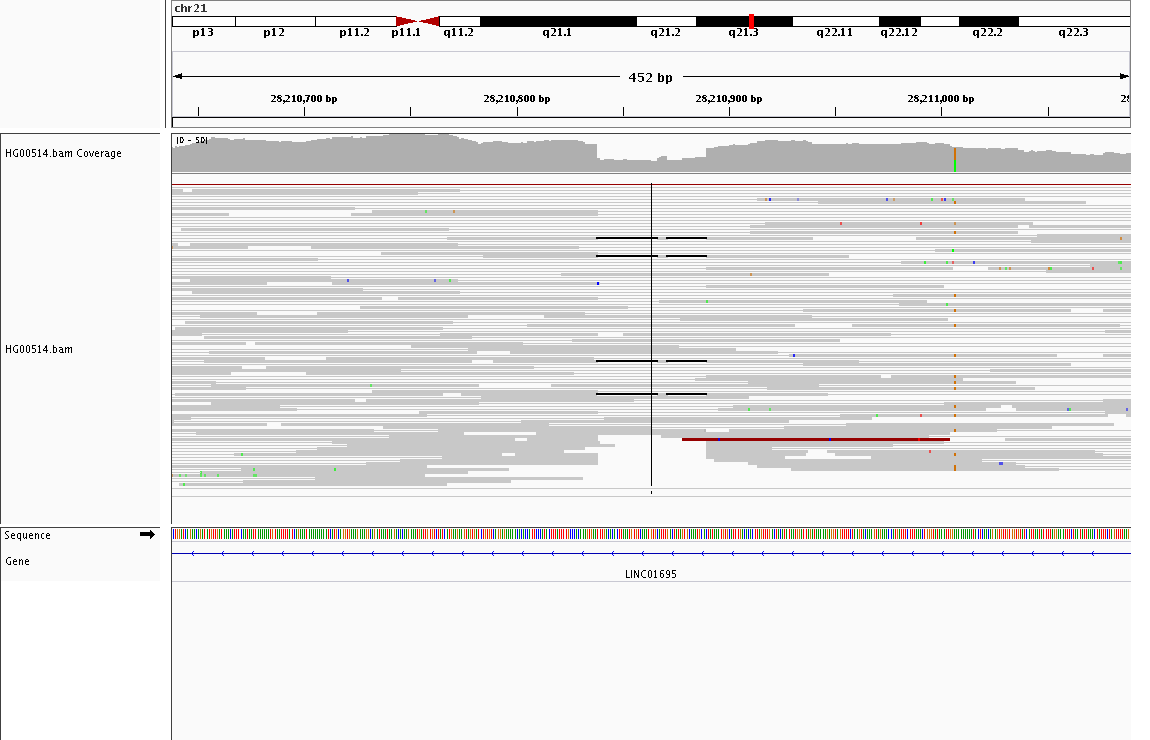 chr21
p13 p12 p11.2 p11.1 q11.2 q21.1 q21.2 q21.3 q22.11 q22.12 q22.2 q22.3
452 bp
28,210,700 bp 28,210,800 bp 28,210,900 bp 28,211,000 bp
[0 - 50]
HG00514.bam Coverage
HG00514.bam
Sequence
Gene
LINC01695